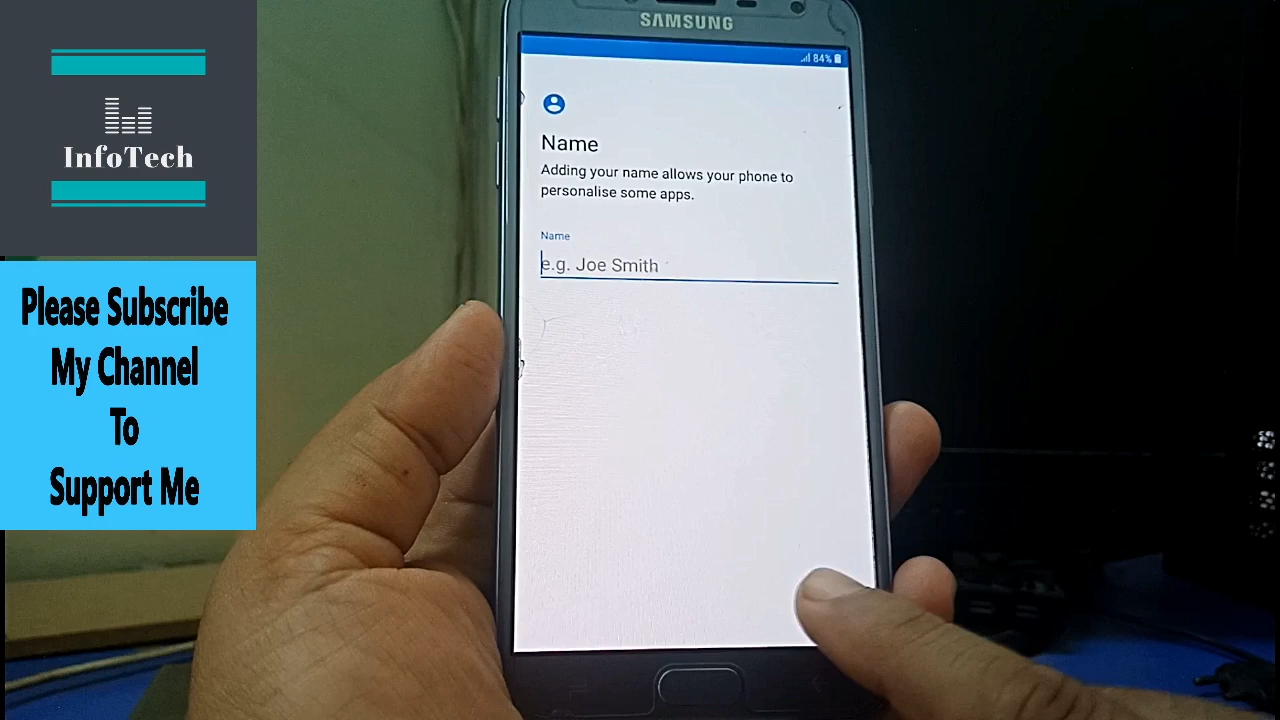 InfoTech
Please Subscribe
My Channel
To
Support Me
SAMSUNG
84%
Name
Adding your name allows your phone to
personalise some apps.
Name
e.g. Joe Smith